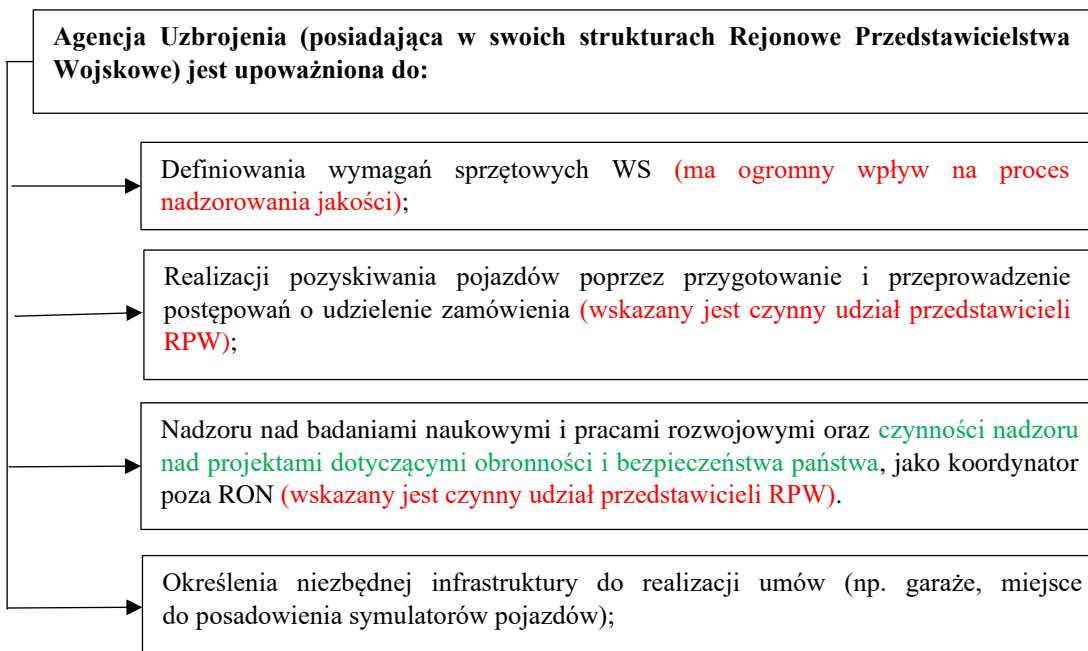 Agencja Uzbrojenia (posiadająca w swoich strukturach Rejonowe Przedstawicielstwa
Wojskowe) jest upoważniona do:
Definiowania wymagań sprzętowych WS (ma ogromny wpływ na proces
nadzorowania jakości);
Realizacji pozyskiwania pojazdów poprzez przygotowanie i przeprowadzenie
postępowań o udzielenie zamówienia (wskazany jest czynny udział przedstawicieli
RPW);
Nadzoru nad badaniami naukowymi i pracami rozwojowymi oraz czynności nadzoru
nad projektami dotyczącymi obronności i bezpieczeństwa państwa, jako koordynator
poza RON (wskazany jest czynny udział przedstawicieli RPW).
Określenia niezbędnej infrastruktury do realizacji umów (np. garaże, miejsce
do posadowienia symulatorów pojazdów);